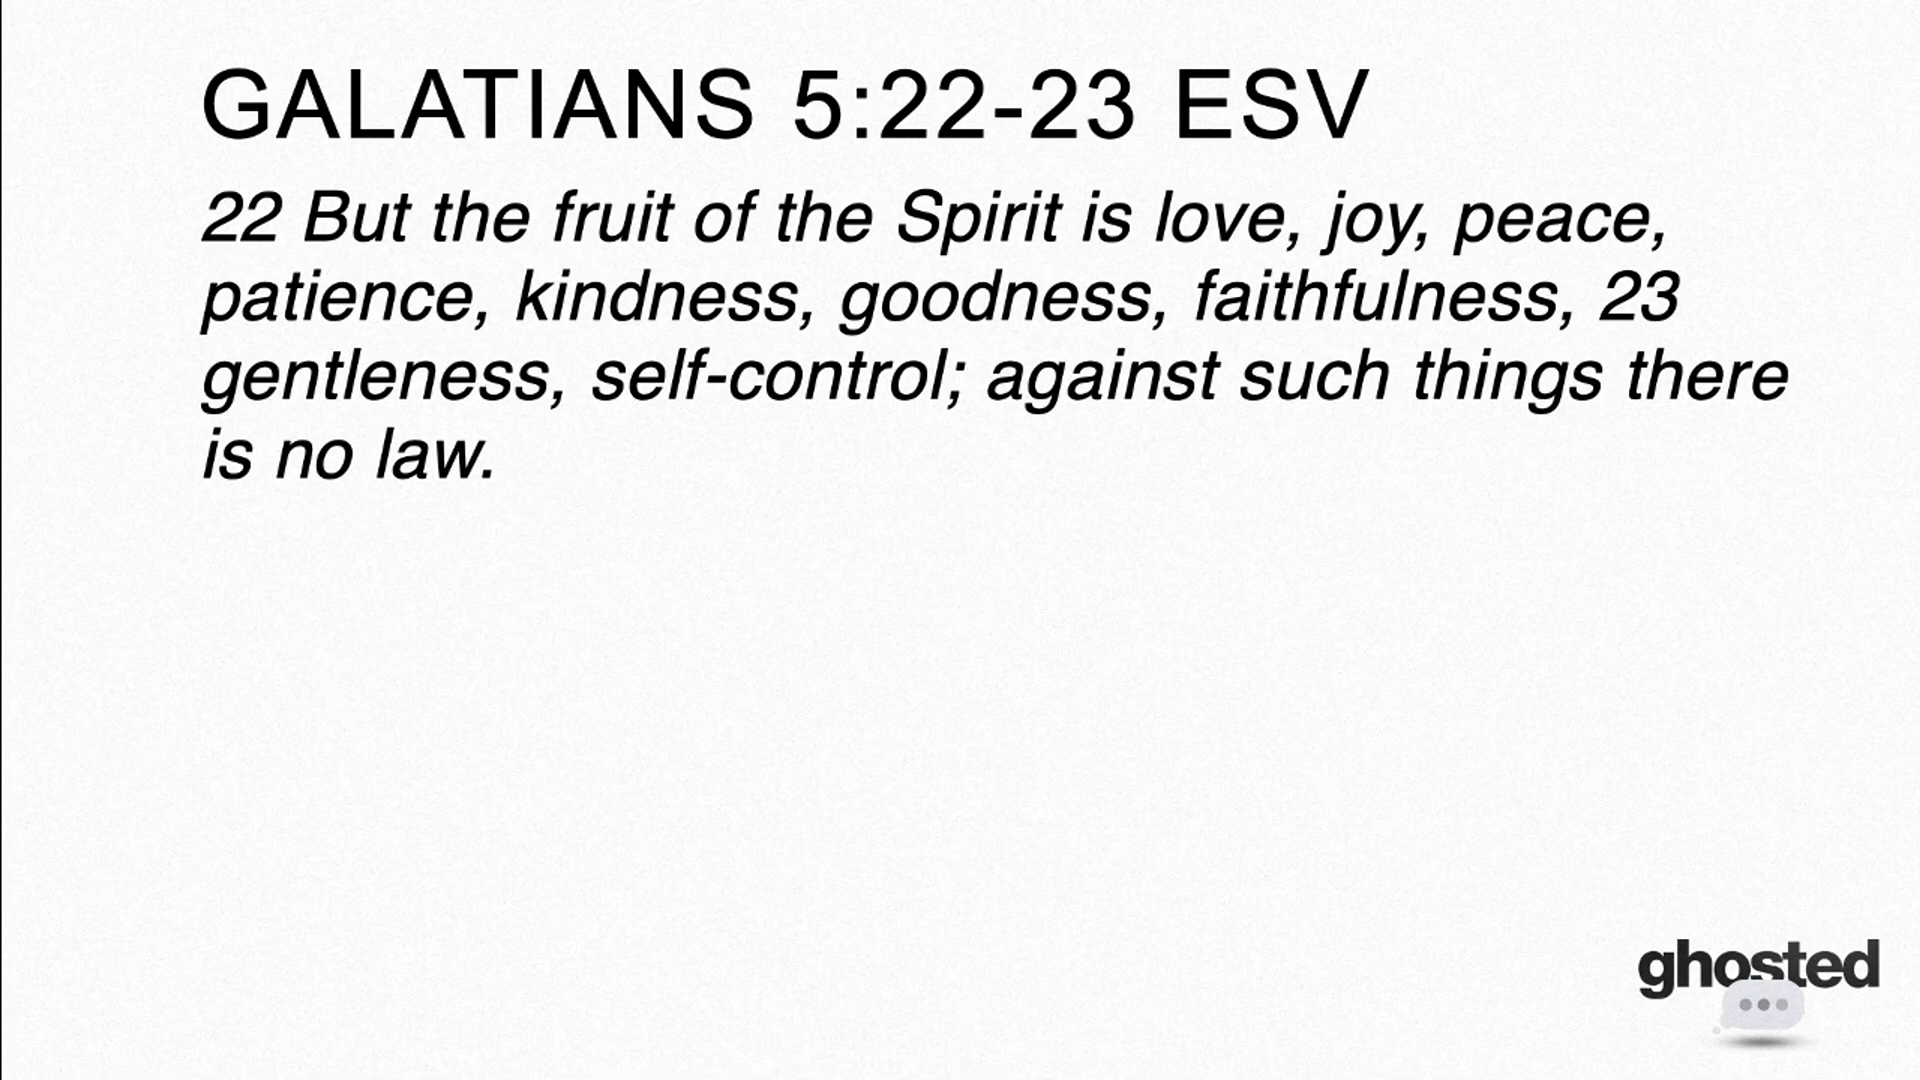 GALATIANS 5:22-23 ESV
22 But the fruit of the Spirit is love, joy, peace,
patience, kindness, goodness, faithfulness, 23
gentleness, self-control; against such things there
is no law.
ghosted